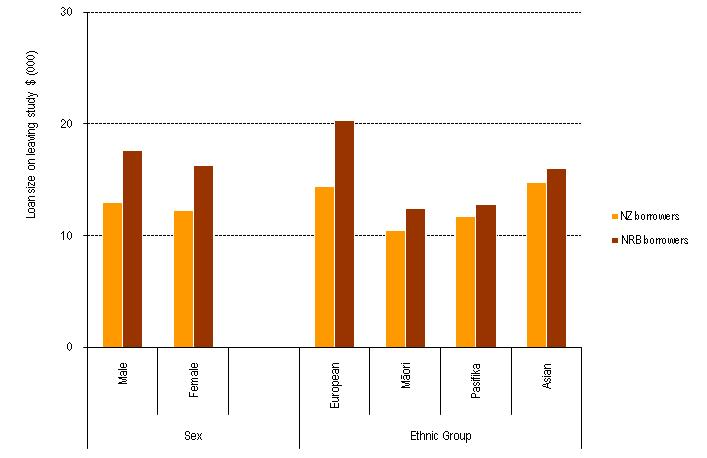 Loan size on leaving study $ (000)
30
20
10
0
Male
Female
European
Māori
Pasifika
Asian
Sex
Ethnic Group
NZ borrowers
NRB borrowers